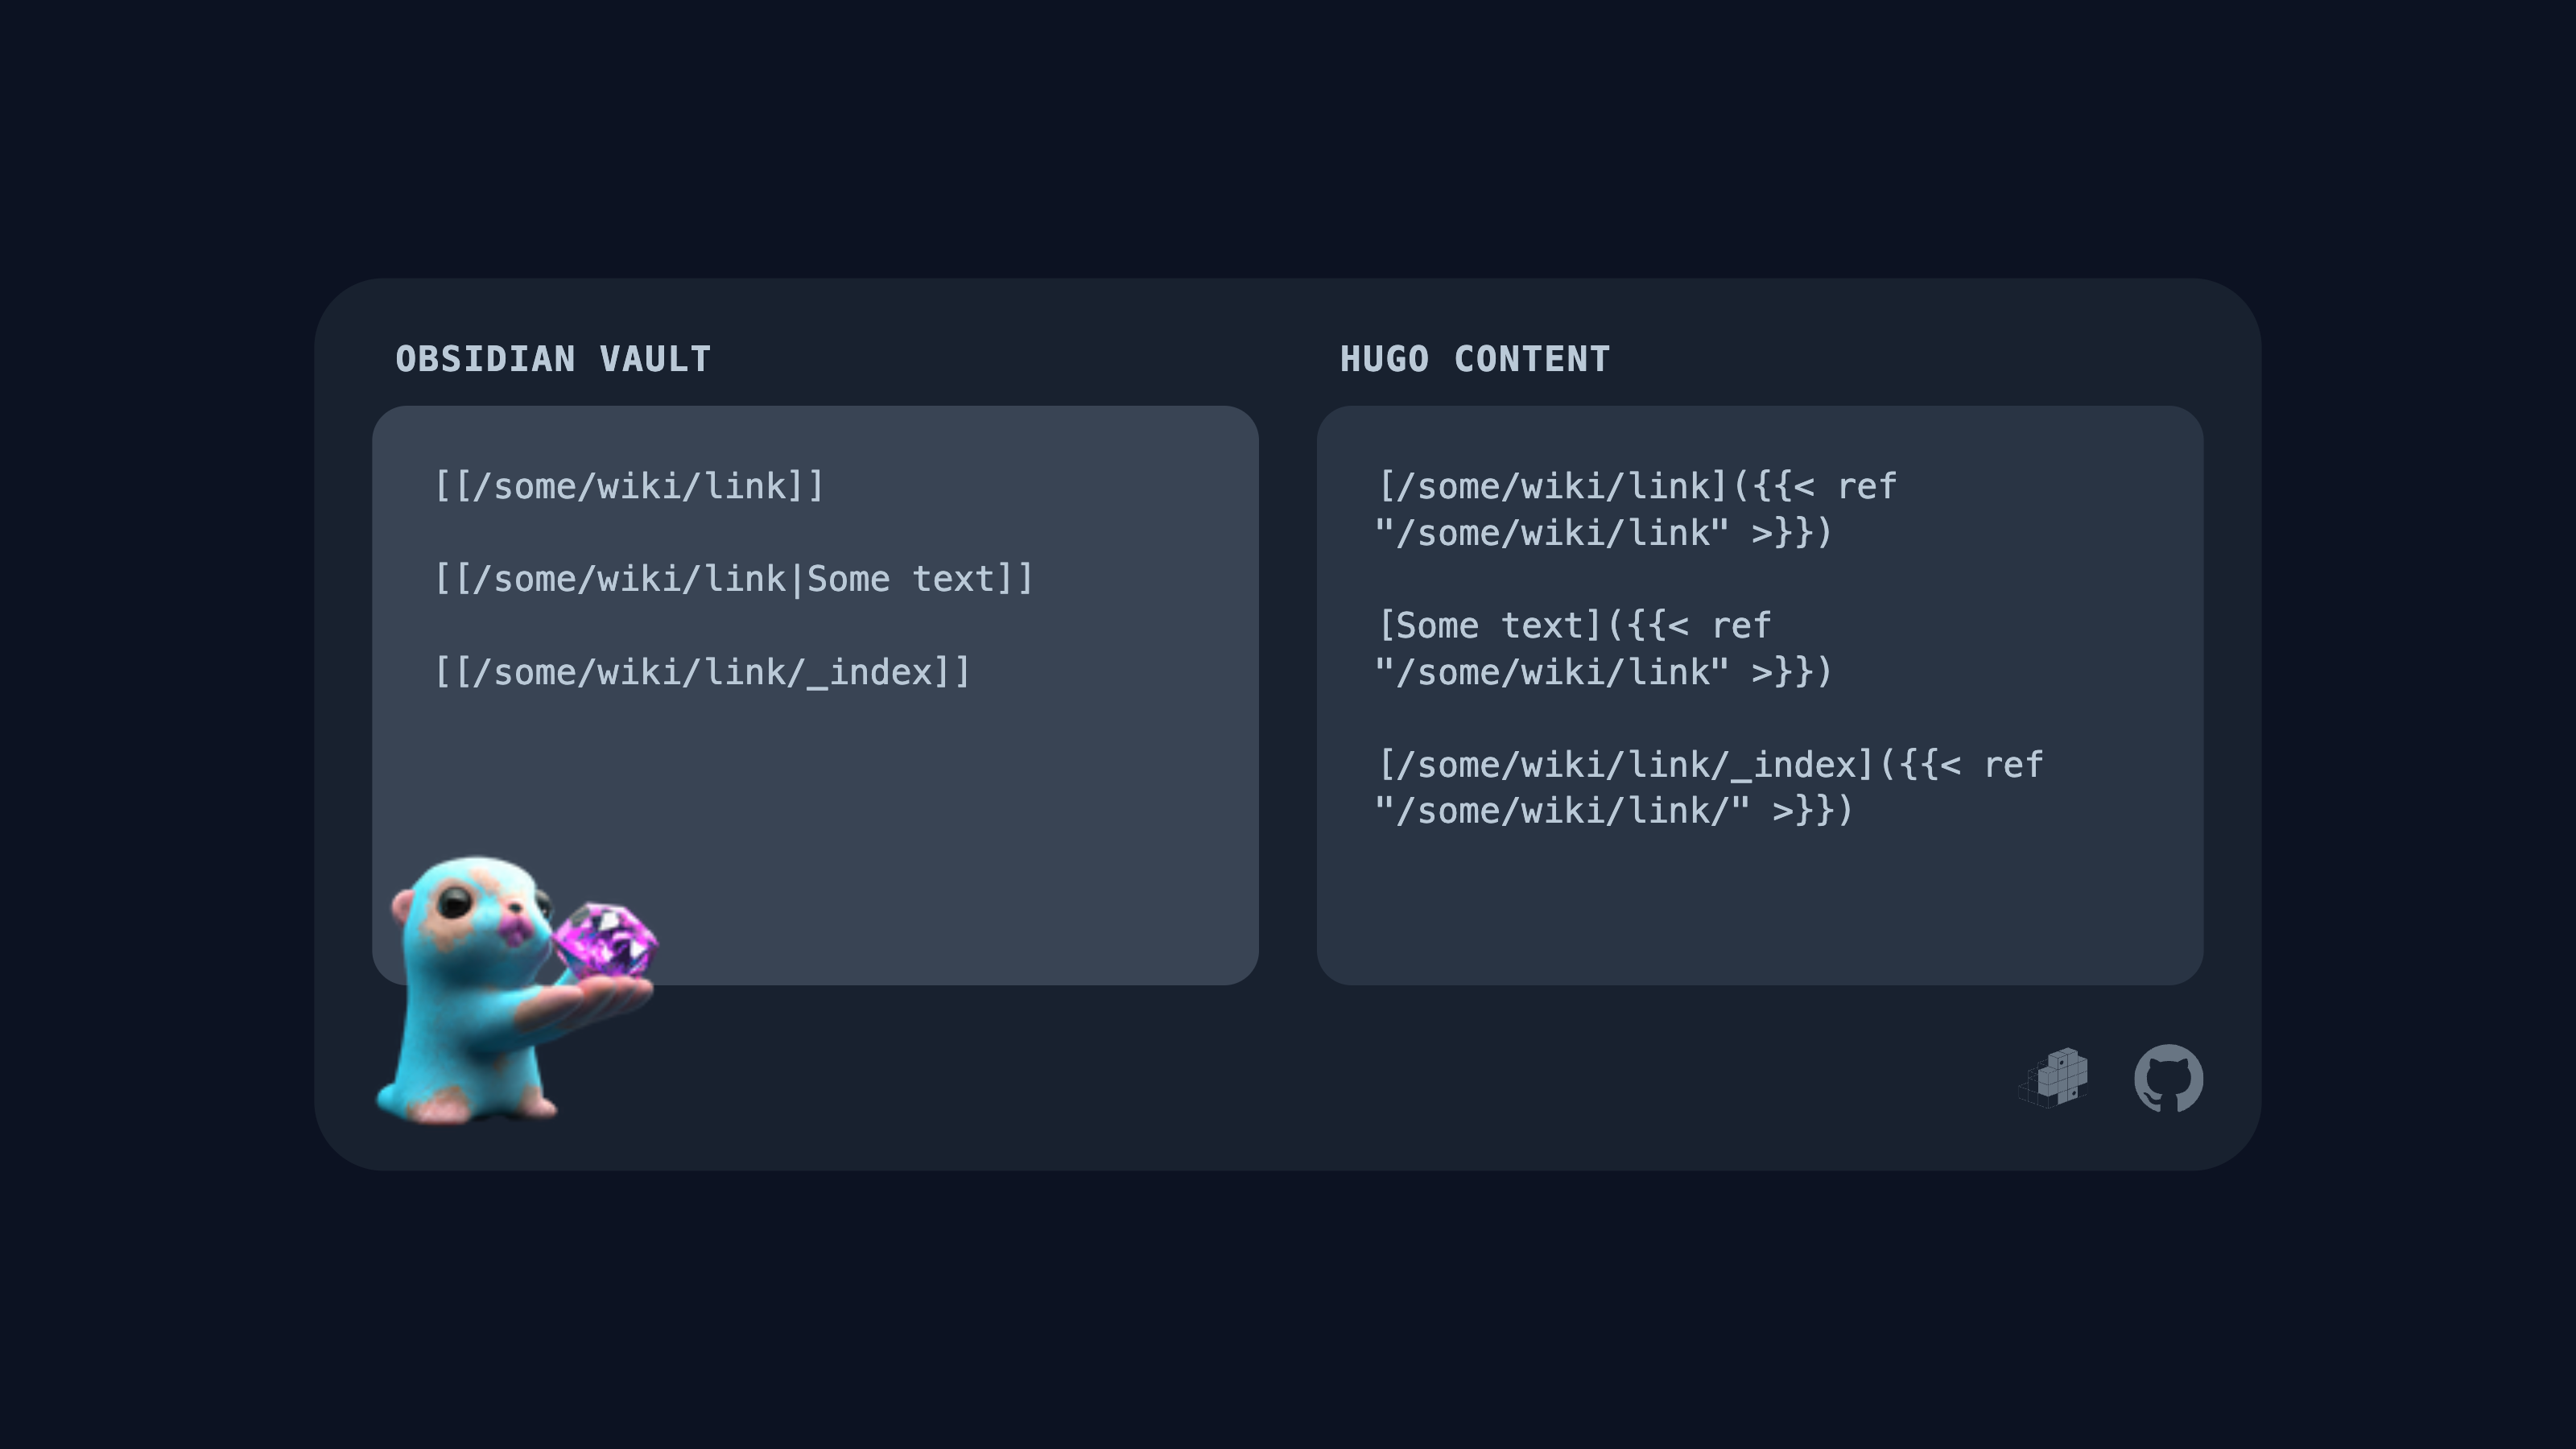 OBSIDIAN VAULT
[[/some/wiki/link]]
[[/some/wiki/link|Some text]]
[[/some/wiki/link/_index]]
HUGO CONTENT
[/some/wiki/link]({{< ref
"/some/wiki/link" >}})
[Some text]({{< ref
"/some/wiki/link" >}})
[/some/wiki/link/_index]({{< ref
"/some/wiki/link/" >}})